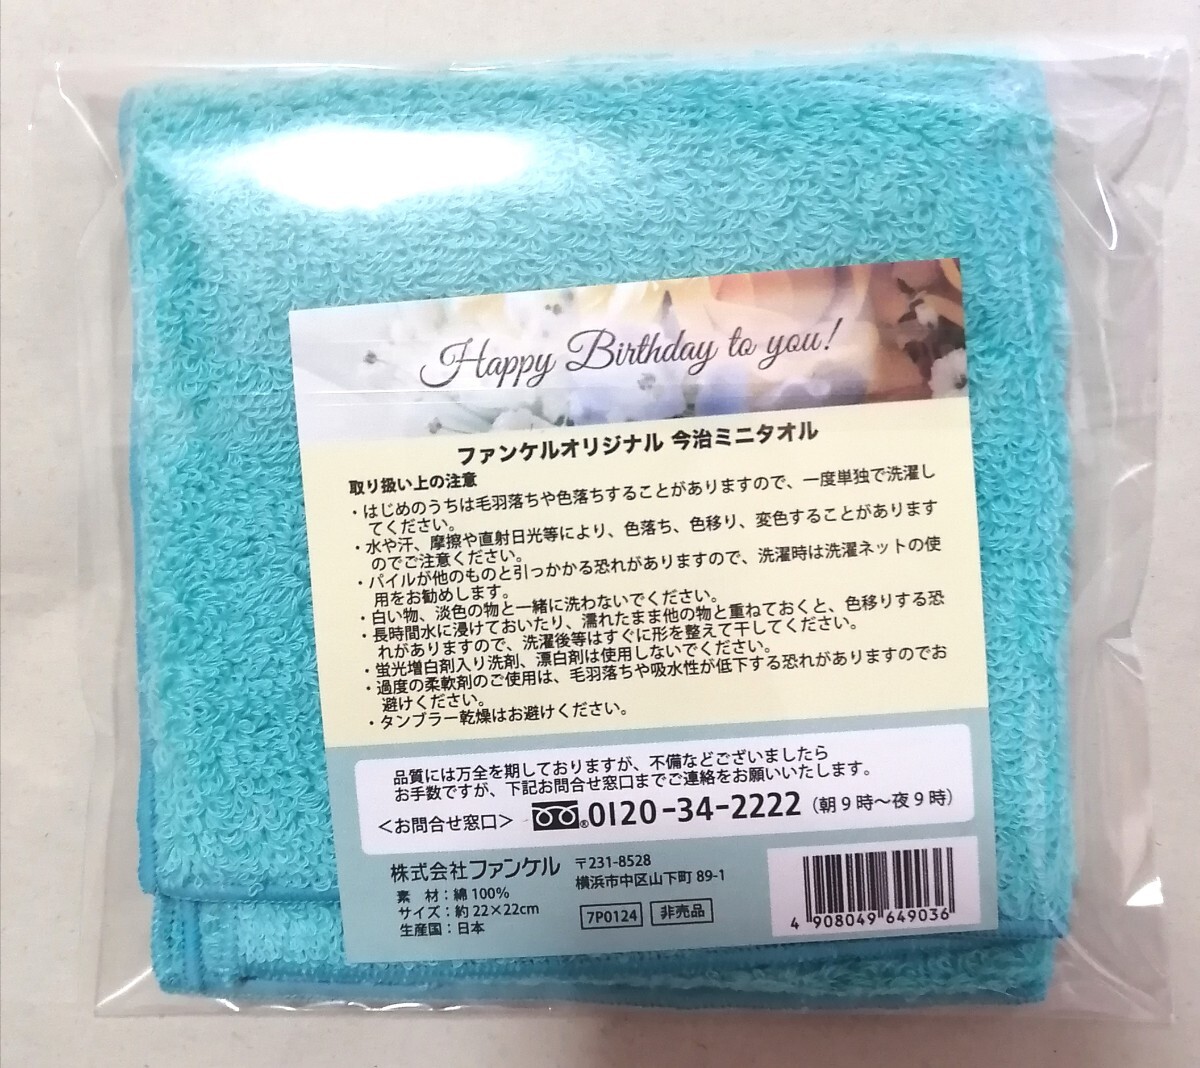 Happy Birthday to you!
ファンケルオリジナル 今治ミニタオル
取り扱い上の注意
・はじめのうちは毛羽落ちや色落ちすることがありますので、一度単独で洗濯し
てください。
・水や汗、摩擦や直射日光等により、色落ち、色移り、変色することがあります
のでご注意ください。
・パイルが他のものと引っかかる恐れがありますので、洗濯時は洗濯ネットの使
用をお勧めします。
・白い物、淡色の物と一緒に洗わないでください。
・長時間水に浸けておいたり、濡れたまま他の物と重ねておくと、色移りする恐
れがありますので、洗濯後等はすぐに形を整えて干してください。
・蛍光増白剤入り洗剤、漂白剤は使用しないでください。
・過度の柔軟剤のご使用は、毛羽落ちや吸水性が低下する恐れがありますのでお
避けください。
・タンブラー乾燥はお避けください。
品質には万全を期しておりますが、不備などございましたら
お手数ですが、下記お問合せ窓口までご連絡をお願いいたします。
＜お問合せ窓口＞ ®0120-34-2222（朝9時〜夜9時）
株式会社ファンケル 〒231-8528
横浜市中区山下町 89-1
素 材：綿100%
サイズ：約22×22cm
生産国：日本
7P0124 非売品
4 908049 649036